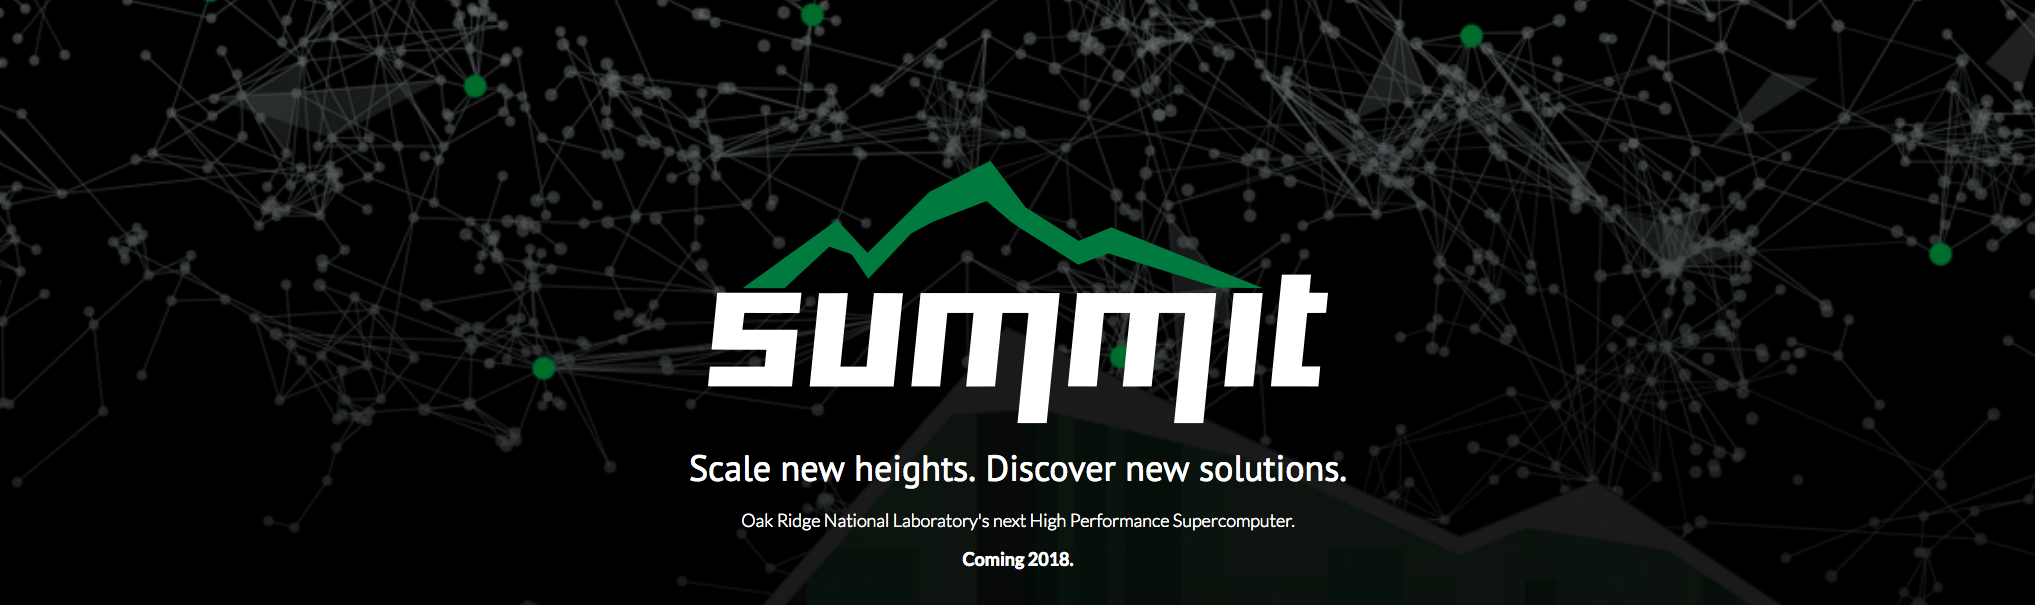 summit
Scale new heights. Discover new solutions.
Oak Ridge National Laboratory's next High Performance Supercomputer.
Coming 2018.